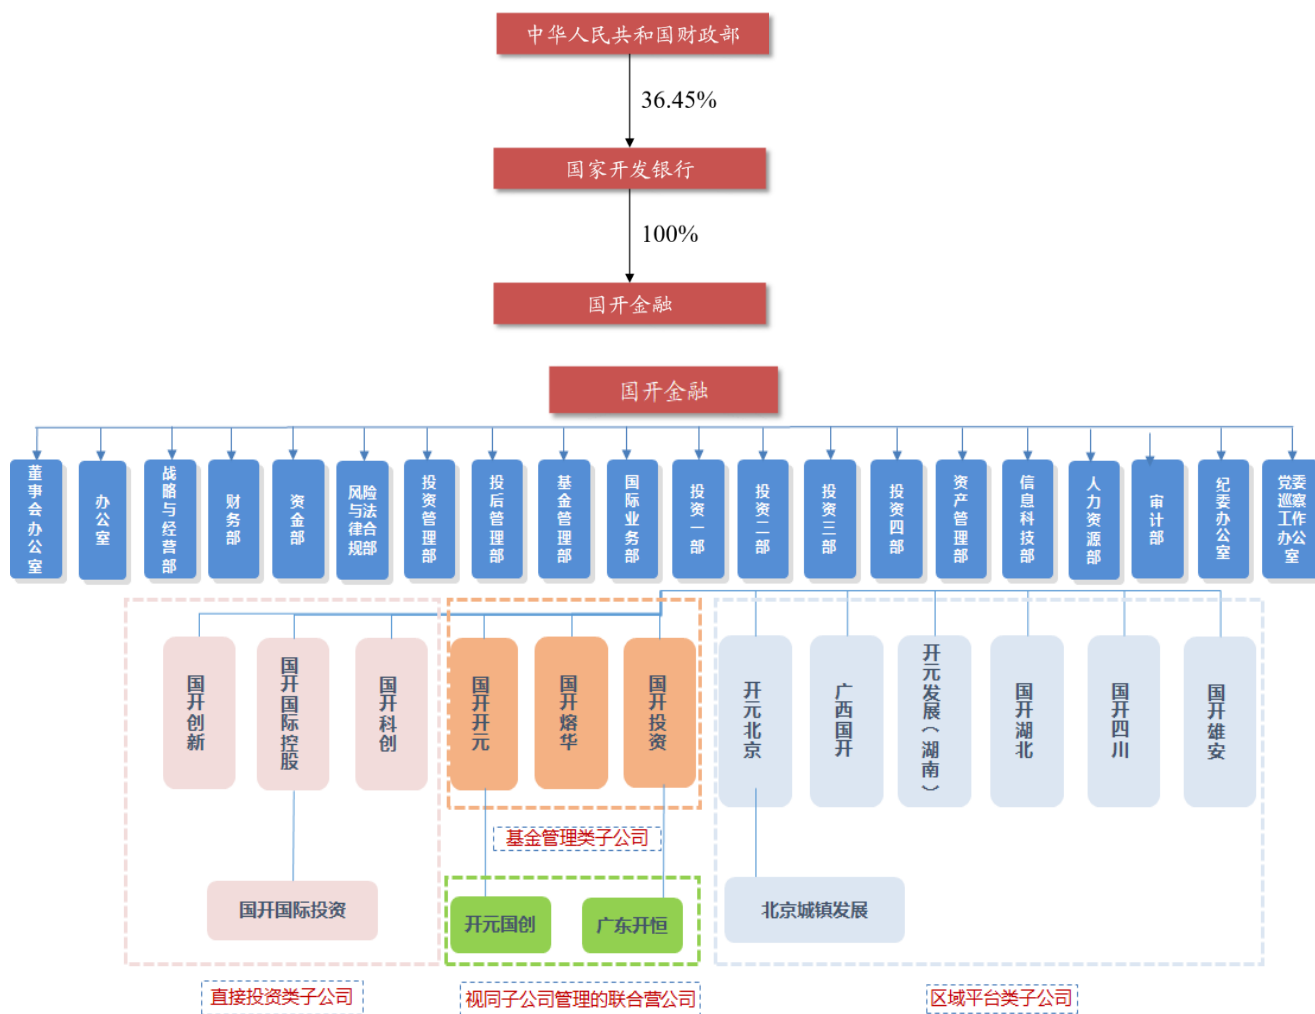 中华人民共和国财政部
36.45%
国家开发银行
100%
国开金融
国开金融
董事会办公室
办公室
战略与经营部
财务部
资金部
风险与法律合规部
投资管理部
投后管理部
基金管理部
国际业务部
投资一部
投资二部
投资三部
投资四部
资产管理部
信息科技部
人力资源部
审计部
纪委办公室
党委巡察工作办公室
国开创新
国开国际控股
国开科创
国开开元
国开熔华
国开投资
开元北京
广西国开
开元发展（湖南）
国开湖北
国开四川
国开雄安
基金管理类子公司
国开国际投资
开元国创
广东开恒
北京城镇发展
直接投资类子公司
视同子公司管理的联合营公司
区域平台类子公司